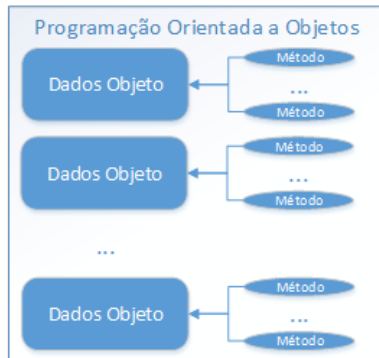 Programação Orientada a Objetos
Dados Objeto
Método
...
Método
Dados Objeto
Método
...
Método
...
Dados Objeto
Método
...
Método